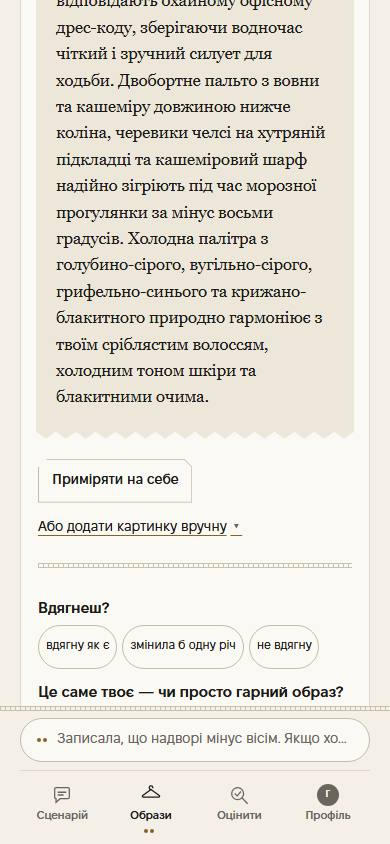 відповідають охайному офісному
дрес-коду, зберігаючи водночас
чіткий і зручний силует для
ходьби. Двобортне пальто з вовни
та кашеміру довжиною нижче
коліна, черевики челсі на хутряній
підкладці та кашеміровий шарф
надійно зігріють під час морозної
прогулянки за мінус восьми
градусів. Холодна палітра з
голубино-сірого, вугільно-сірого,
грифельно-синього та крижано-
блакитного природно гармоніює з
твоїм сріблястим волоссям,
холодним тоном шкіри та
блакитними очима.
Приміряти на себе
Або додати картинку вручну
Вдягнеш?
вдягну як є змінила б одну річ не вдягну
Це саме твоє — чи просто гарний образ?
Записала, що надворі мінус вісім. Якщо хо...
Сценарій Образи Оцінити Г Профіль